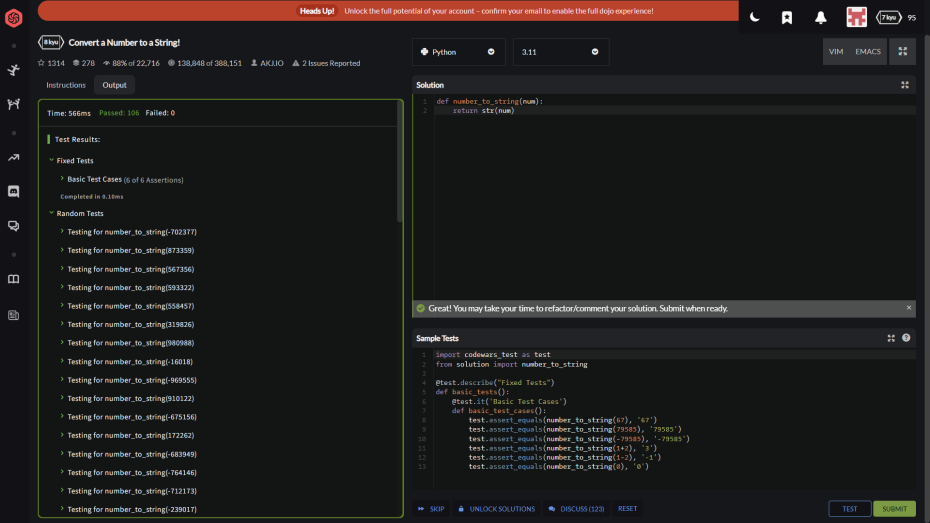 Heads Up! Unlock the full potential of your account – confirm your email to enable the full dojo experience!
7 kyu 95
8 kyu Convert a Number to a String!
1314 278 88% of 22,716 138,848 of 388,151 AKJ.IO 2 Issues Reported
Python
3.11
VIM EMACS
Instructions Output
Time: 566ms Passed: 106 Failed: 0
Test Results:
Fixed Tests
Basic Test Cases (6 of 6 Assertions)
Completed in 0.10ms
Random Tests
Testing for number_to_string(-702377)
Testing for number_to_string(873359)
Testing for number_to_string(567356)
Testing for number_to_string(593322)
Testing for number_to_string(558457)
Testing for number_to_string(319826)
Testing for number_to_string(980988)
Testing for number_to_string(-16018)
Testing for number_to_string(-969555)
Testing for number_to_string(910122)
Testing for number_to_string(-675156)
Testing for number_to_string(172262)
Testing for number_to_string(-683949)
Testing for number_to_string(-764146)
Testing for number_to_string(-712173)
Testing for number_to_string(-239017)
Solution
1 def number_to_string(num):
2 return str(num)
Great! You may take your time to refactor/comment your solution. Submit when ready.
Sample Tests
1 import codewars_test as test
2 from solution import number_to_string
3
4 @test.describe("Fixed Tests")
5 def basic_tests():
6 @test.it('Basic Test Cases')
7 def basic_test_cases():
8 test.assert_equals(number_to_string(67), '67')
9 test.assert_equals(number_to_string(79585), '79585')
10 test.assert_equals(number_to_string(-79585), '-79585')
11 test.assert_equals(number_to_string(1+2), '3')
12 test.assert_equals(number_to_string(1-2), '-1')
13 test.assert_equals(number_to_string(0), '0')
SKIP UNLOCK SOLUTIONS DISCUSS (123) RESET TEST SUBMIT